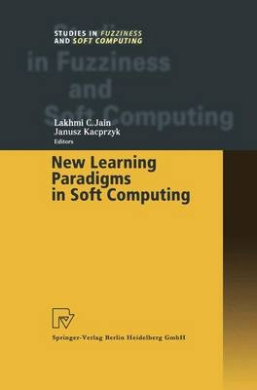 STUDIES IN FUZZINESS
AND SOFT COMPUTING
in Fuzziness
and
Soft Computing
Lakhmi C.Jain
Janusz Kacprzyk
Editors
New Learning
Paradigms
in Soft Computing
Springer-Verlag Berlin Heidelberg GmbH